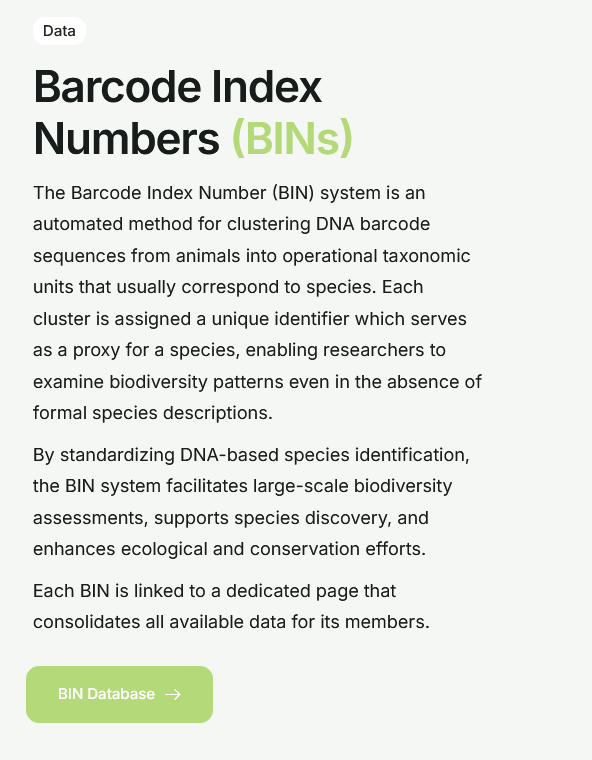 Data
Barcode Index
Numbers (BINs)
The Barcode Index Number (BIN) system is an
automated method for clustering DNA barcode
sequences from animals into operational taxonomic
units that usually correspond to species. Each
cluster is assigned a unique identifier which serves
as a proxy for a species, enabling researchers to
examine biodiversity patterns even in the absence of
formal species descriptions.
By standardizing DNA-based species identification,
the BIN system facilitates large-scale biodiversity
assessments, supports species discovery, and
enhances ecological and conservation efforts.
Each BIN is linked to a dedicated page that
consolidates all available data for its members.
BIN Database →